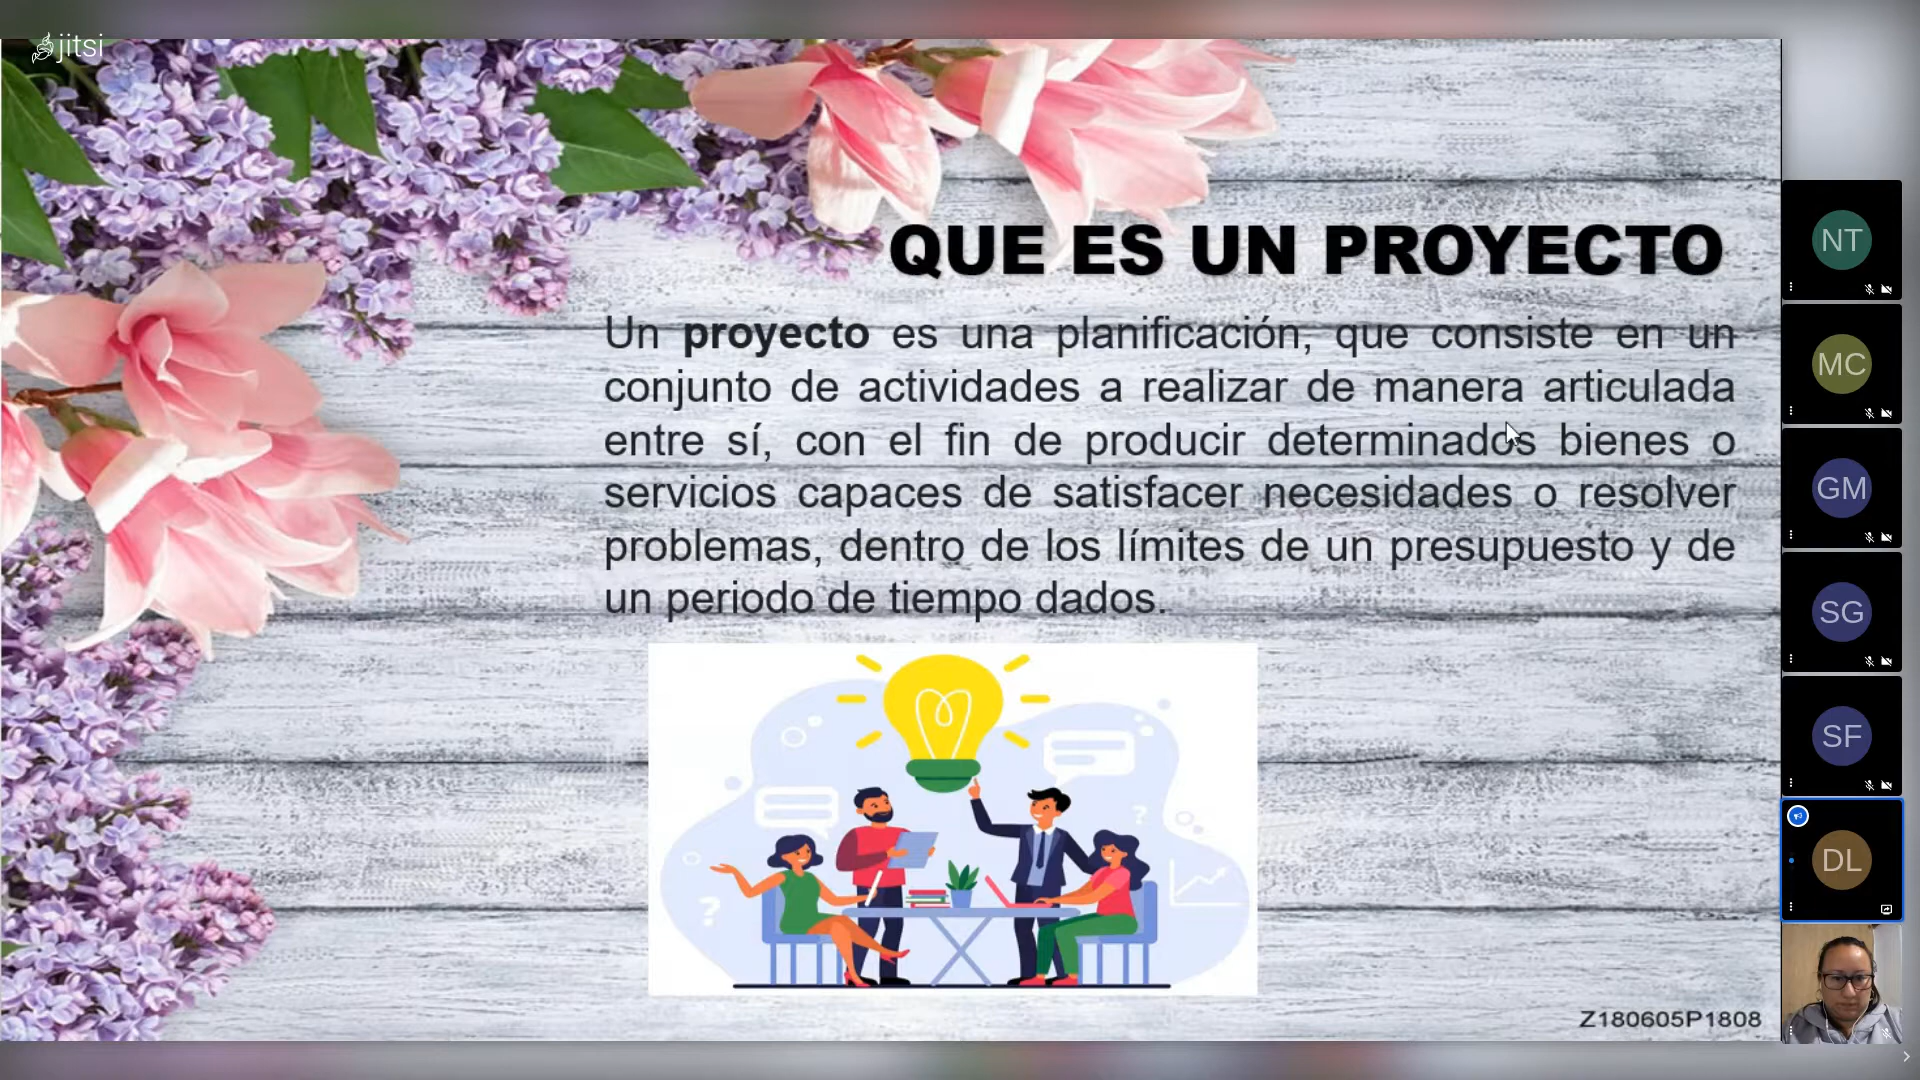 jitsi
QUE ES UN PROYECTO
Un proyecto es una planificación, que consiste en un
conjunto de actividades a realizar de manera articulada
entre sí, con el fin de producir determinados bienes o
servicios capaces de satisfacer necesidades o resolver
problemas, dentro de los límites de un presupuesto y de
un periodo de tiempo dados.
Z180605P1808
NT
MC
GM
SG
SF
DL